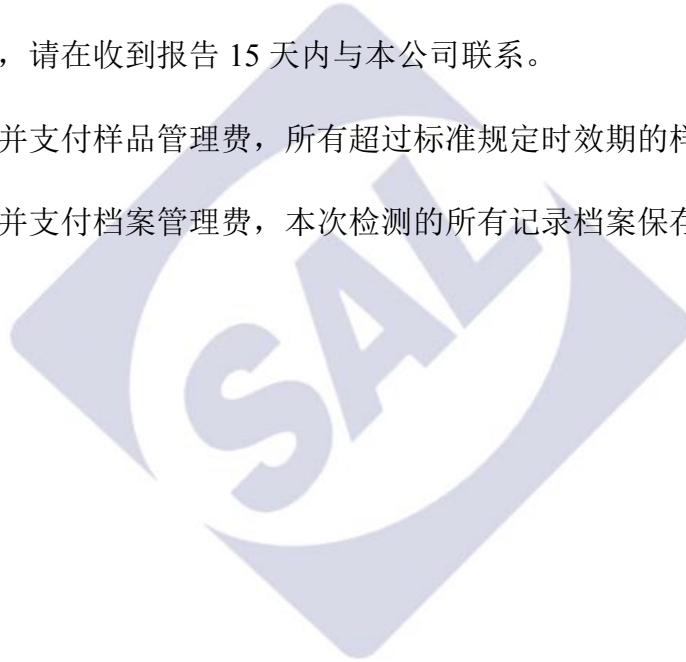 ，请在收到报告 15 天内与本公司联系。
并支付样品管理费，所有超过标准规定时效期的样
并支付档案管理费，本次检测的所有记录档案保存
SAL